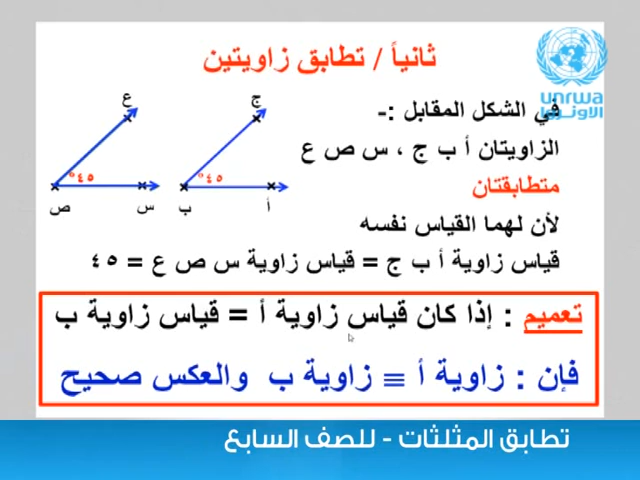 ثانياً / تطابق زاويتين
unrwa
الاونروا
في الشكل المقابل :-
الزاويتان أ ب ج ، س ص ع
متطابقتان
لأن لهما القياس نفسه
قياس زاوية أ ب ج = قياس زاوية س ص ع = ٤٥
ع
٤٥°
س
ص
ج
٤٥°
أ
ب
تعميم : إذا كان قياس زاوية أ = قياس زاوية ب
فإن : زاوية أ ≡ زاوية ب والعكس صحيح
تطابق المثلثات - للصف السابع